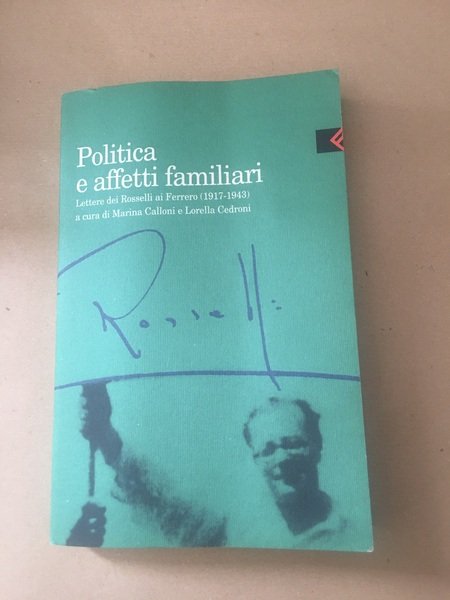 Politica
e affetti familiari
Lettere dei Rosselli ai Ferrero (1917-1943)
a cura di Marina Calloni e Lorella Cedroni
Rosselli